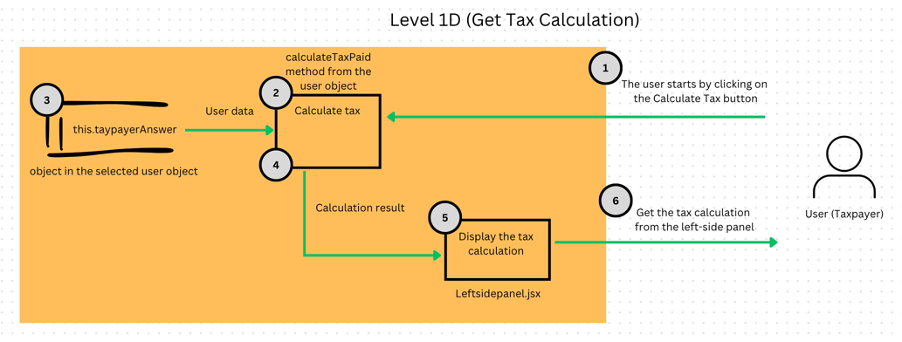 Level 1D (Get Tax Calculation)
1
The user starts by clicking on
the Calculate Tax button
calculateTaxPaid
method from the
user object
2
Calculate tax
3
this.taypayerAnswer
object in the selected user object
User data
4
Calculation result
5
Display the tax
calculation
Leftsidepanel.jsx
6
Get the tax calculation
from the left-side panel
User (Taxpayer)